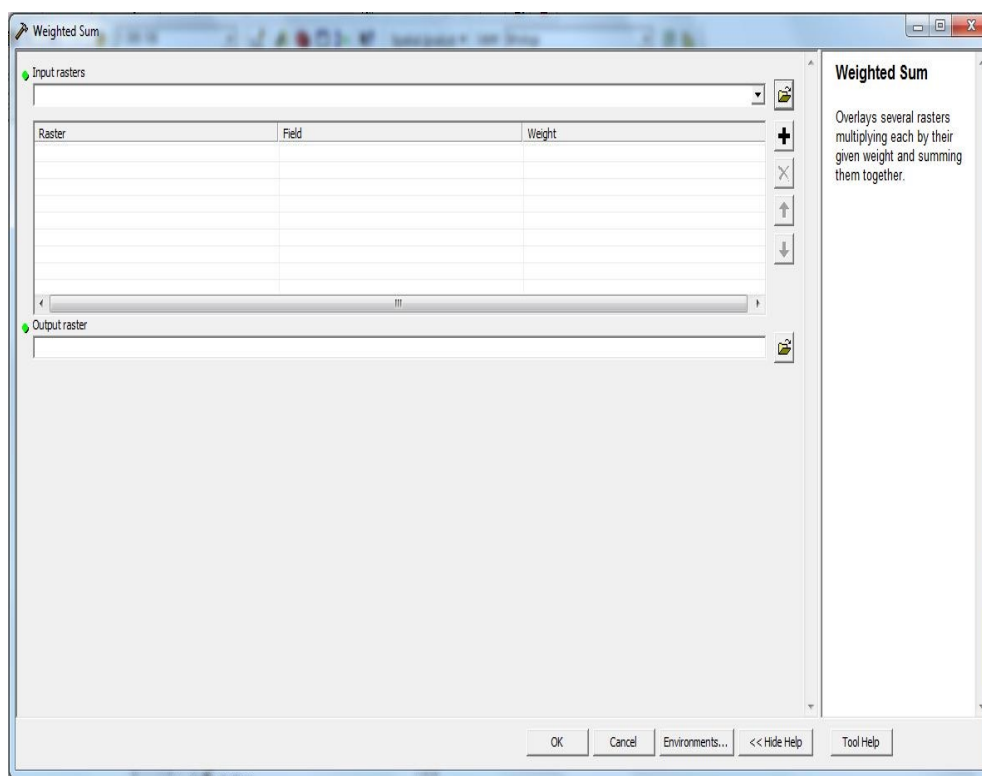 Weighted Sum
Input rasters
Raster Field Weight
Output raster
OK Cancel Environments... << Hide Help Tool Help
Weighted Sum
Overlays several rasters
multiplying each by their
given weight and summing
them together.